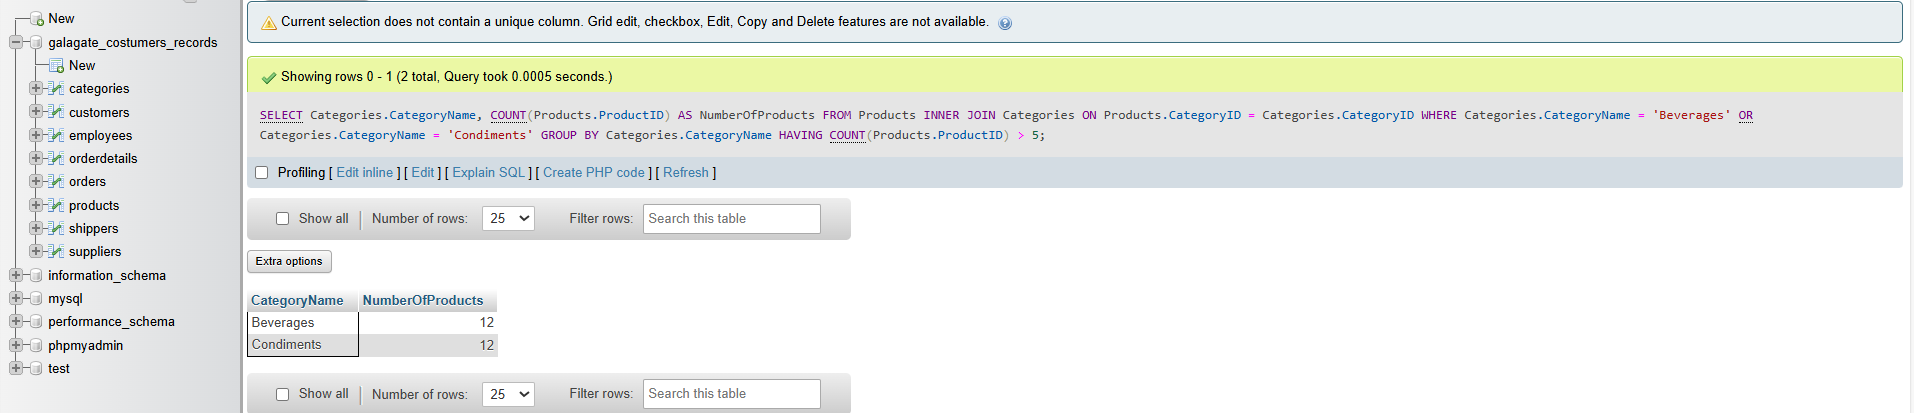 New
galagate_costumers_records
New
categories
customers
employees
orderdetails
orders
products
shippers
suppliers
information_schema
mysql
performance_schema
phpmyadmin
test
Current selection does not contain a unique column. Grid edit, checkbox, Edit, Copy and Delete features are not available.
Showing rows 0 - 1 (2 total, Query took 0.0005 seconds.)
SELECT Categories.CategoryName, COUNT(Products.ProductID) AS NumberOfProducts FROM Products INNER JOIN Categories ON Products.CategoryID = Categories.CategoryID WHERE Categories.CategoryName = 'Beverages' OR
Categories.CategoryName = 'Condiments' GROUP BY Categories.CategoryName HAVING COUNT(Products.ProductID) > 5;
Profiling [ Edit inline ] [ Edit ] [ Explain SQL ] [ Create PHP code ] [ Refresh ]
Show all Number of rows: 25 Filter rows: Search this table
Extra options
CategoryName NumberOfProducts
Beverages 12
Condiments 12
Show all Number of rows: 25 Filter rows: Search this table